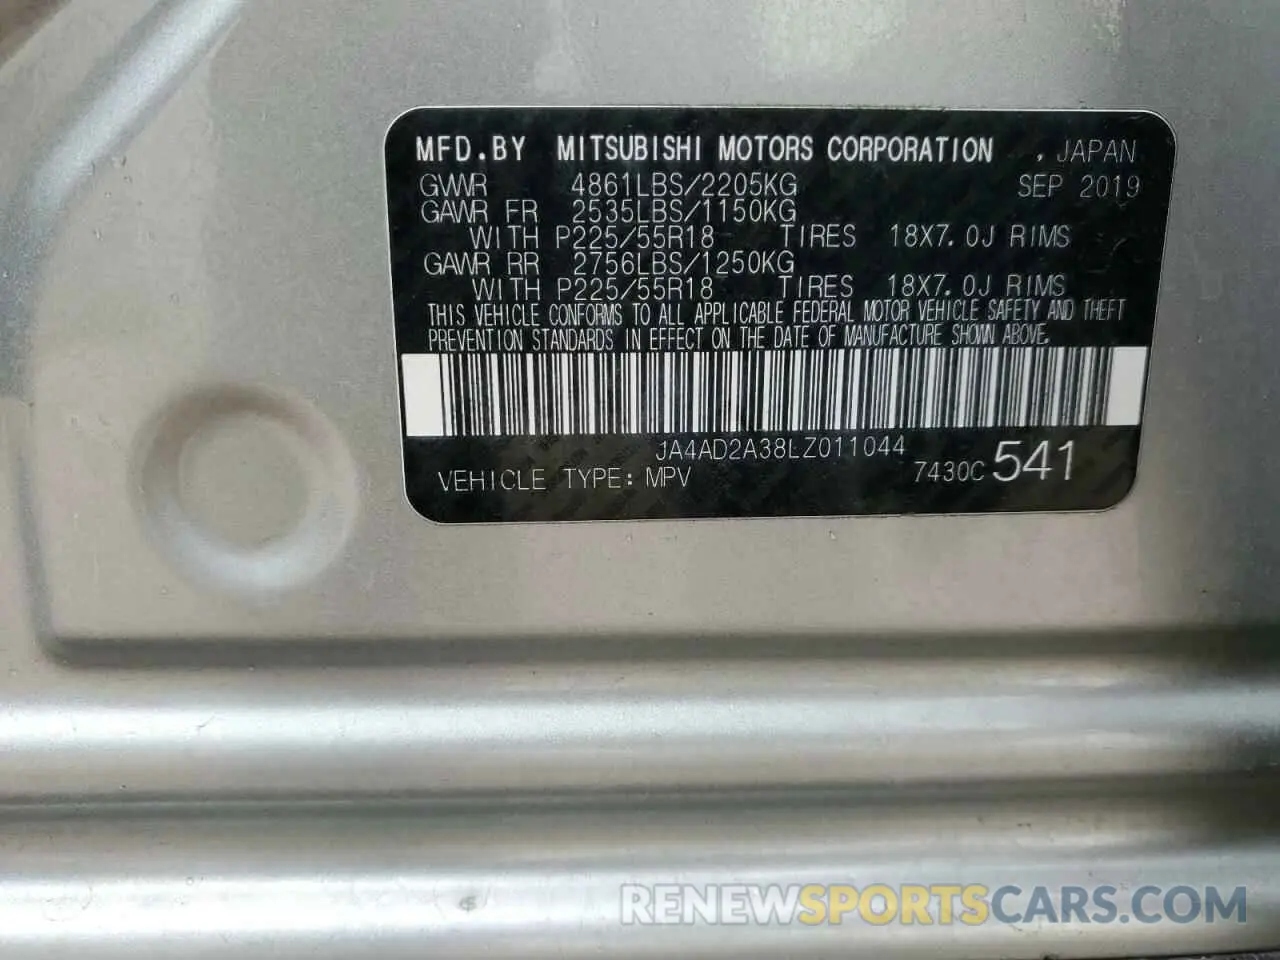 MFD.BY MITSUBISHI MOTORS CORPORATION , JAPAN
GVWR 4861LBS/2205KG SEP 2019
GAWR FR 2535LBS/1150KG
WITH P225/55R18 TIRES 18X7.0J RIMS
GAWR RR 2756LBS/1250KG
WITH P225/55R18 TIRES 18X7.0J RIMS
THIS VEHICLE CONFORMS TO ALL APPLICABLE FEDERAL MOTOR VEHICLE SAFETY AND THEFT
PREVENTION STANDARDS IN EFFECT ON THE DATE OF MANUFACTURE SHOWN ABOVE.
JA4AD2A38LZ011044
VEHICLE TYPE: MPV 7430C 541
RENEWSPORTSCARS.COM